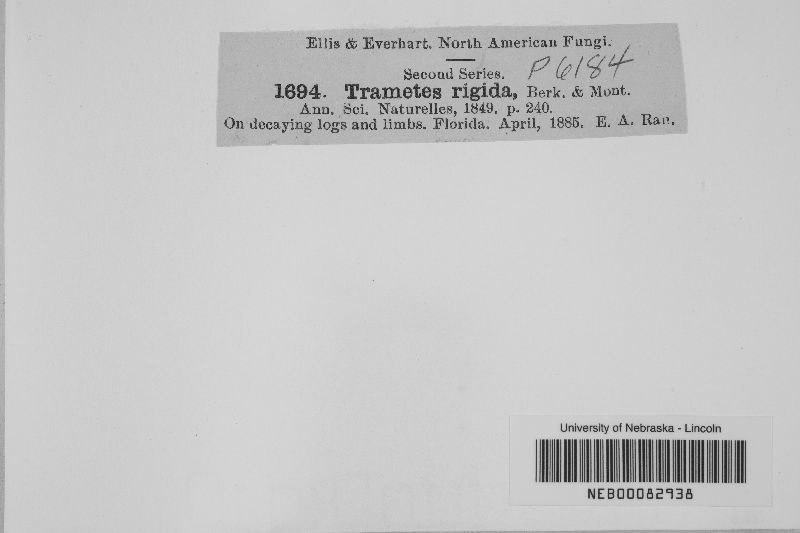 Ellis & Everhart. North American Fungi.
Second Series. P6184
1694. Trametes rigida, Berk. & Mont.
Ann. Sci. Naturelles, 1849. p. 240.
On decaying logs and limbs. Florida. April, 1885. E. A. Rau.
University of Nebraska - Lincoln
NEB00082938